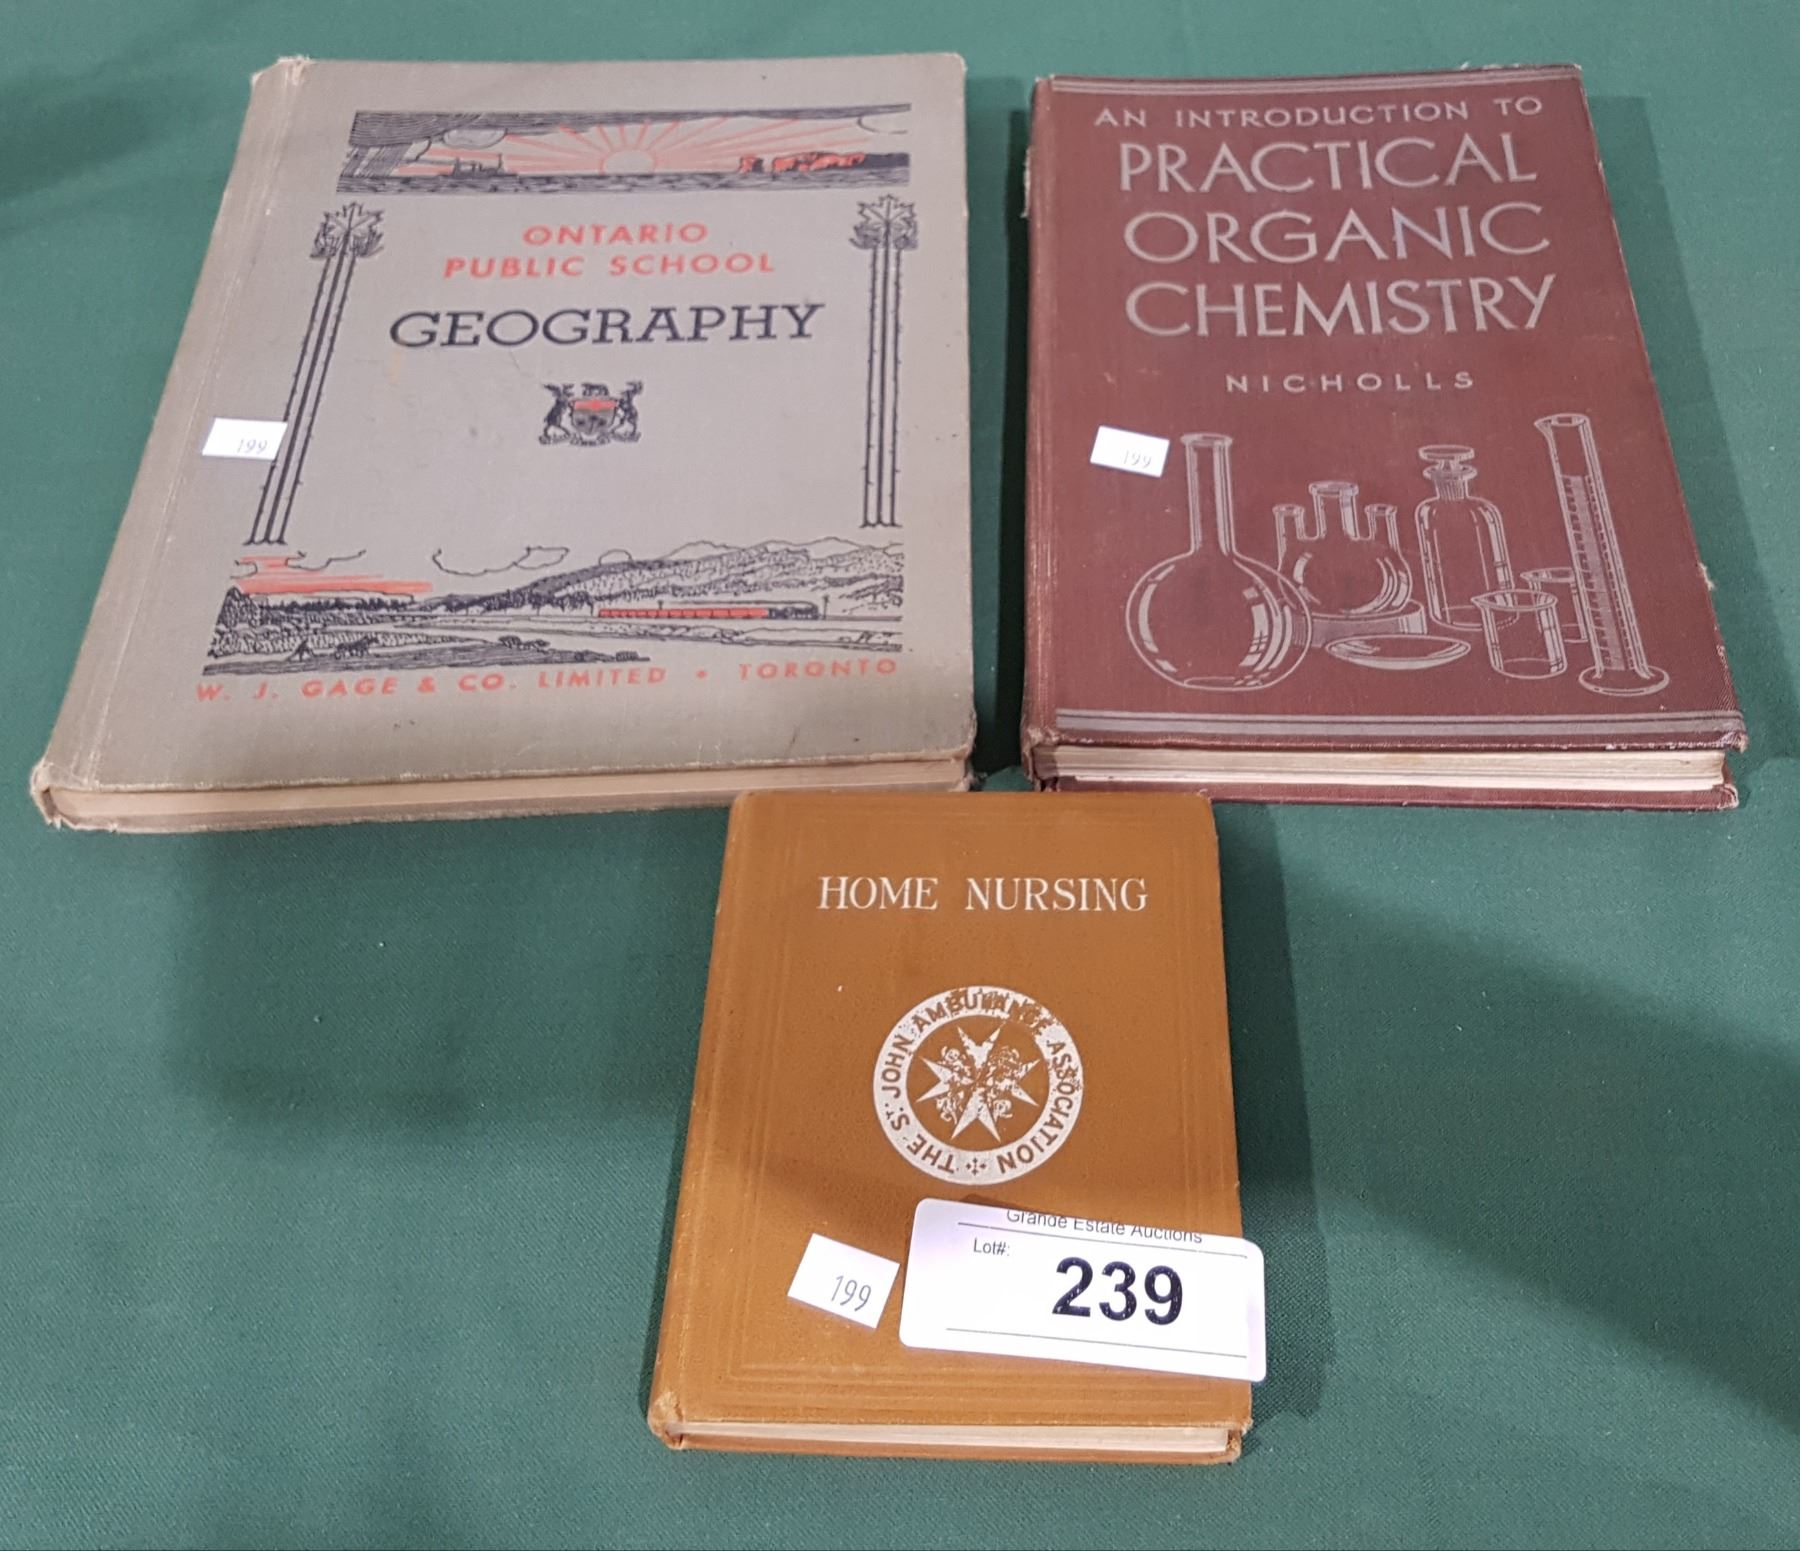 ONTARIO
PUBLIC SCHOOL
GEOGRAPHY
199
W. J. GAGE & CO. LIMITED • TORONTO
AN INTRODUCTION TO
PRACTICAL
ORGANIC
CHEMISTRY
NICHOLLS
199
HOME NURSING
THE ST. JOHN AMBULANCE ASSOCIATION
199
Grande Estate Auctions
Lot#:
239